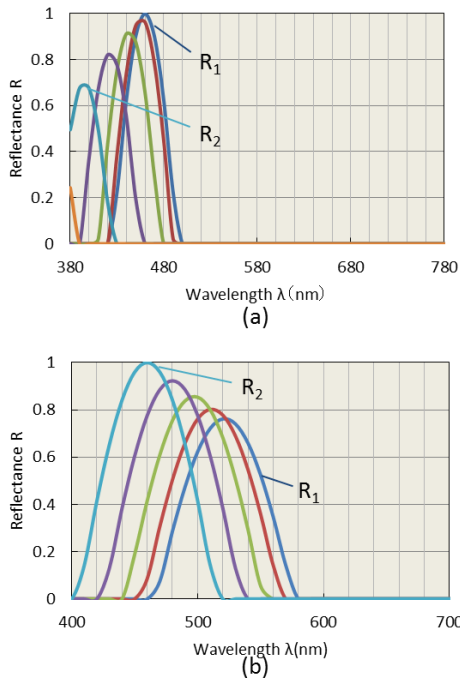 1
0.8
0.6
0.4
0.2
0
Reflectance R
R1
R2
380 480 580 680 780
Wavelength λ(nm)
(a)
1
0.8
0.6
0.4
0.2
0
Reflectance R
R2
R1
400 500 600 700
Wavelength λ(nm)
(b)